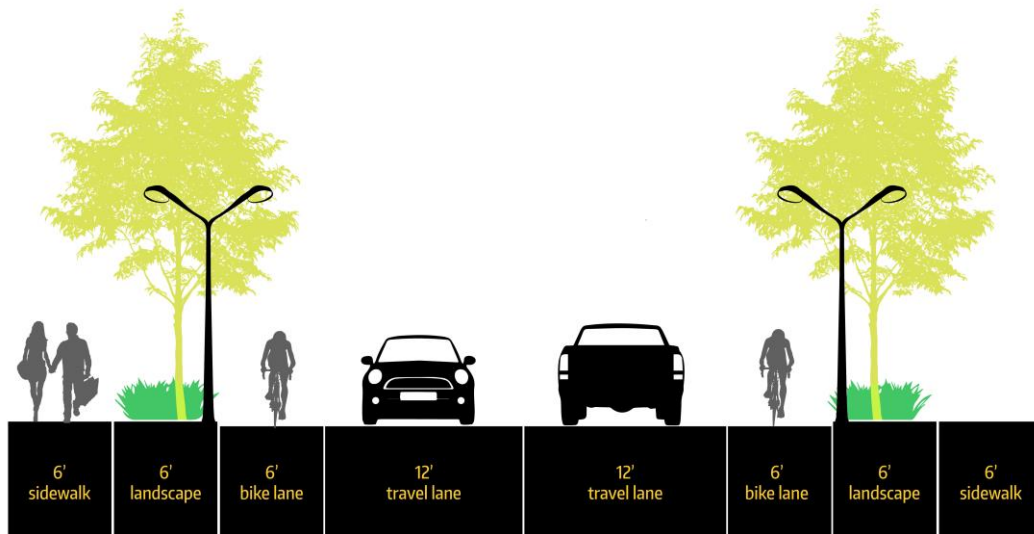 6’
sidewalk
6’
landscape
6’
bike lane
12’
travel lane
12’
travel lane
6’
bike lane
6’
landscape
6’
sidewalk